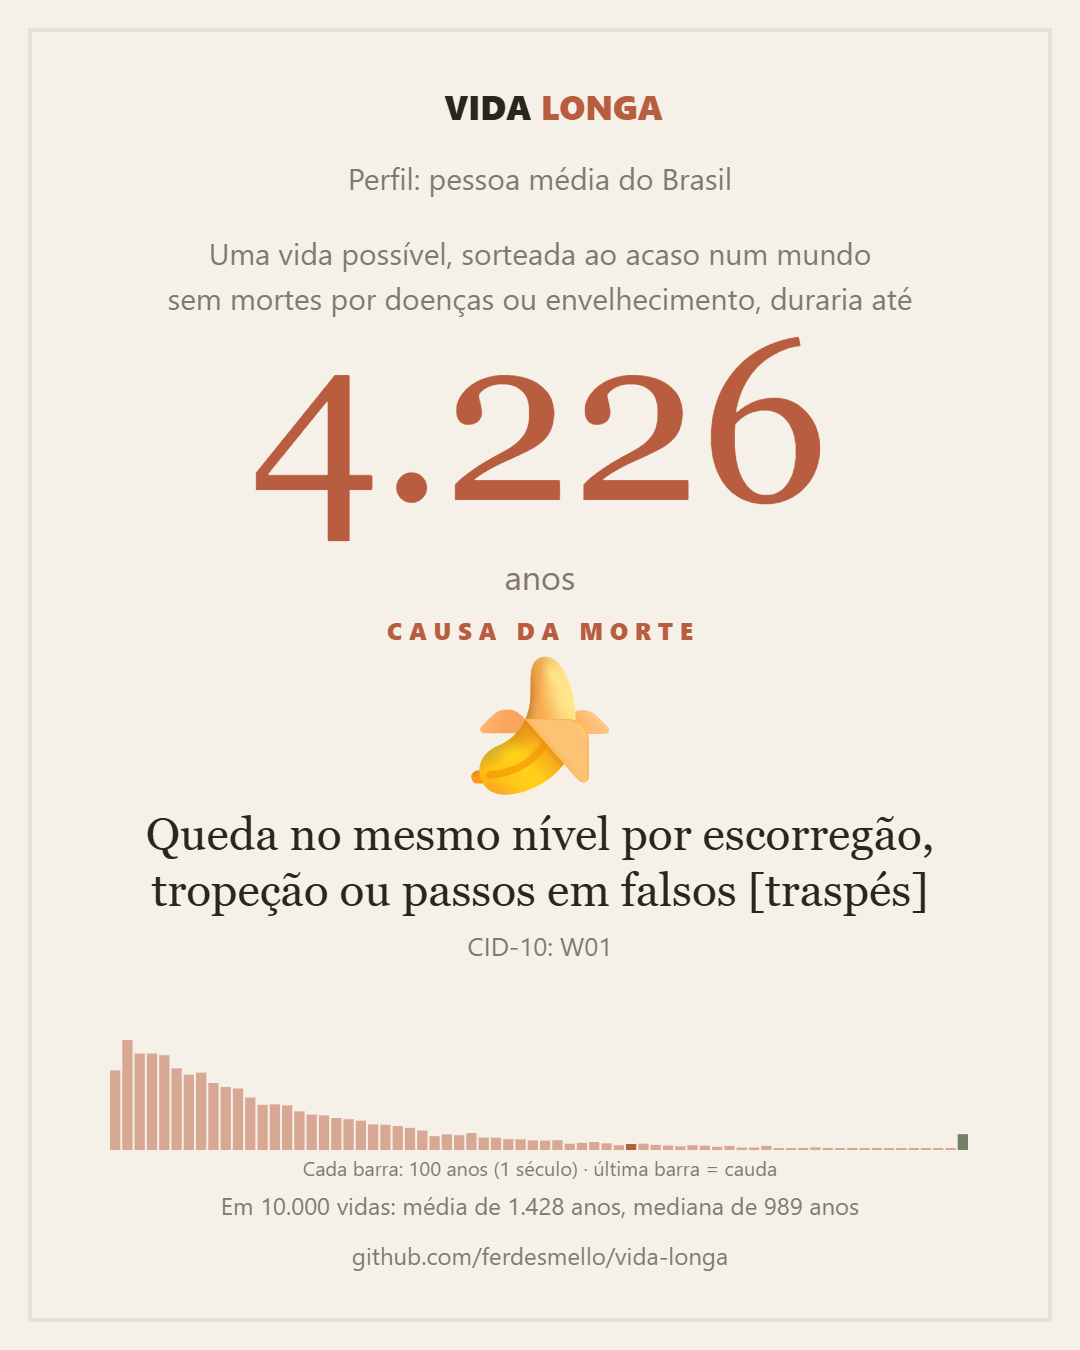 VIDA LONGA
Perfil: pessoa média do Brasil
Uma vida possível, sorteada ao acaso num mundo
sem mortes por doenças ou envelhecimento, duraria até
4.226
anos
CAUSA DA MORTE
Queda no mesmo nível por escorregão,
tropeção ou passos em falsos [traspés]
CID-10: W01
Cada barra: 100 anos (1 século) · última barra = cauda
Em 10.000 vidas: média de 1.428 anos, mediana de 989 anos
github.com/ferdesmello/vida-longa